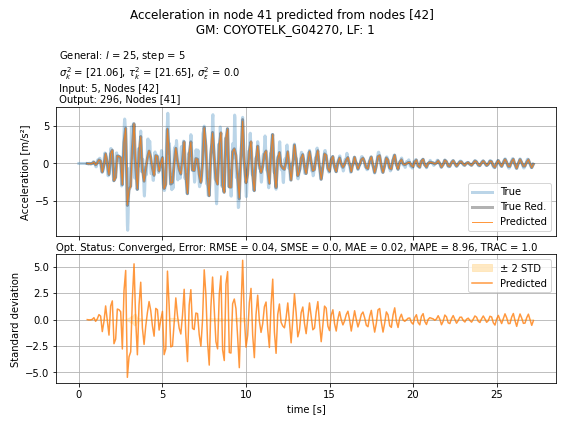 Acceleration in node 41 predicted from nodes [42]
GM: COYOTELK_G04270, LF: 1
General: l = 25, step = 5
σ²ₖ = [21.06], τ²ₖ = [21.65], σ²ε = 0.0
Input: 5, Nodes [42]
Output: 296, Nodes [41]
Acceleration [m/s²]
5
0
−5
True
True Red.
Predicted
Opt. Status: Converged, Error: RMSE = 0.04, SMSE = 0.0, MAE = 0.02, MAPE = 8.96, TRAC = 1.0
Standard deviation
5.0
2.5
0.0
−2.5
−5.0
± 2 STD
Predicted
0 5 10 15 20 25
time [s]